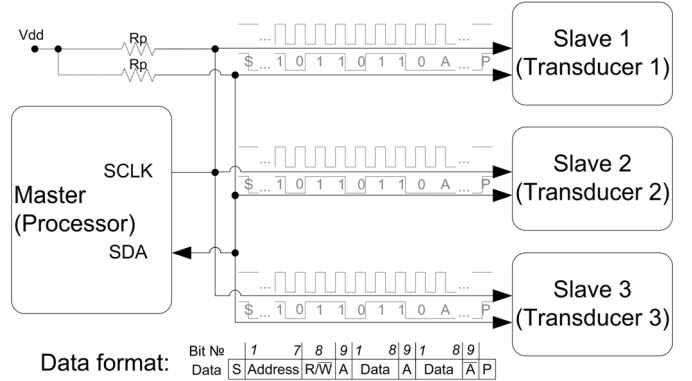 Vdd
Rp
Rp
... ...
S ... 1 0 1 1 0 1 0 A ... P
Slave 1
(Transducer 1)
Master
(Processor)
SCLK
SDA
... ...
S ... 1 0 1 1 0 1 0 A ... P
Slave 2
(Transducer 2)
... ...
S ... 1 0 1 1 0 1 0 A ... P
Slave 3
(Transducer 3)
Data format:
Bit № 1 7 8 9 1 8 9 1 8 9
Data S Address R/W̅ A Data A Data A̅ P